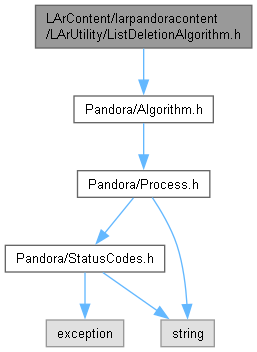 LArContent/larpandoracontent
/LArUtility/ListDeletionAlgorithm.h
Pandora/Algorithm.h
Pandora/Process.h
Pandora/StatusCodes.h
exception
string